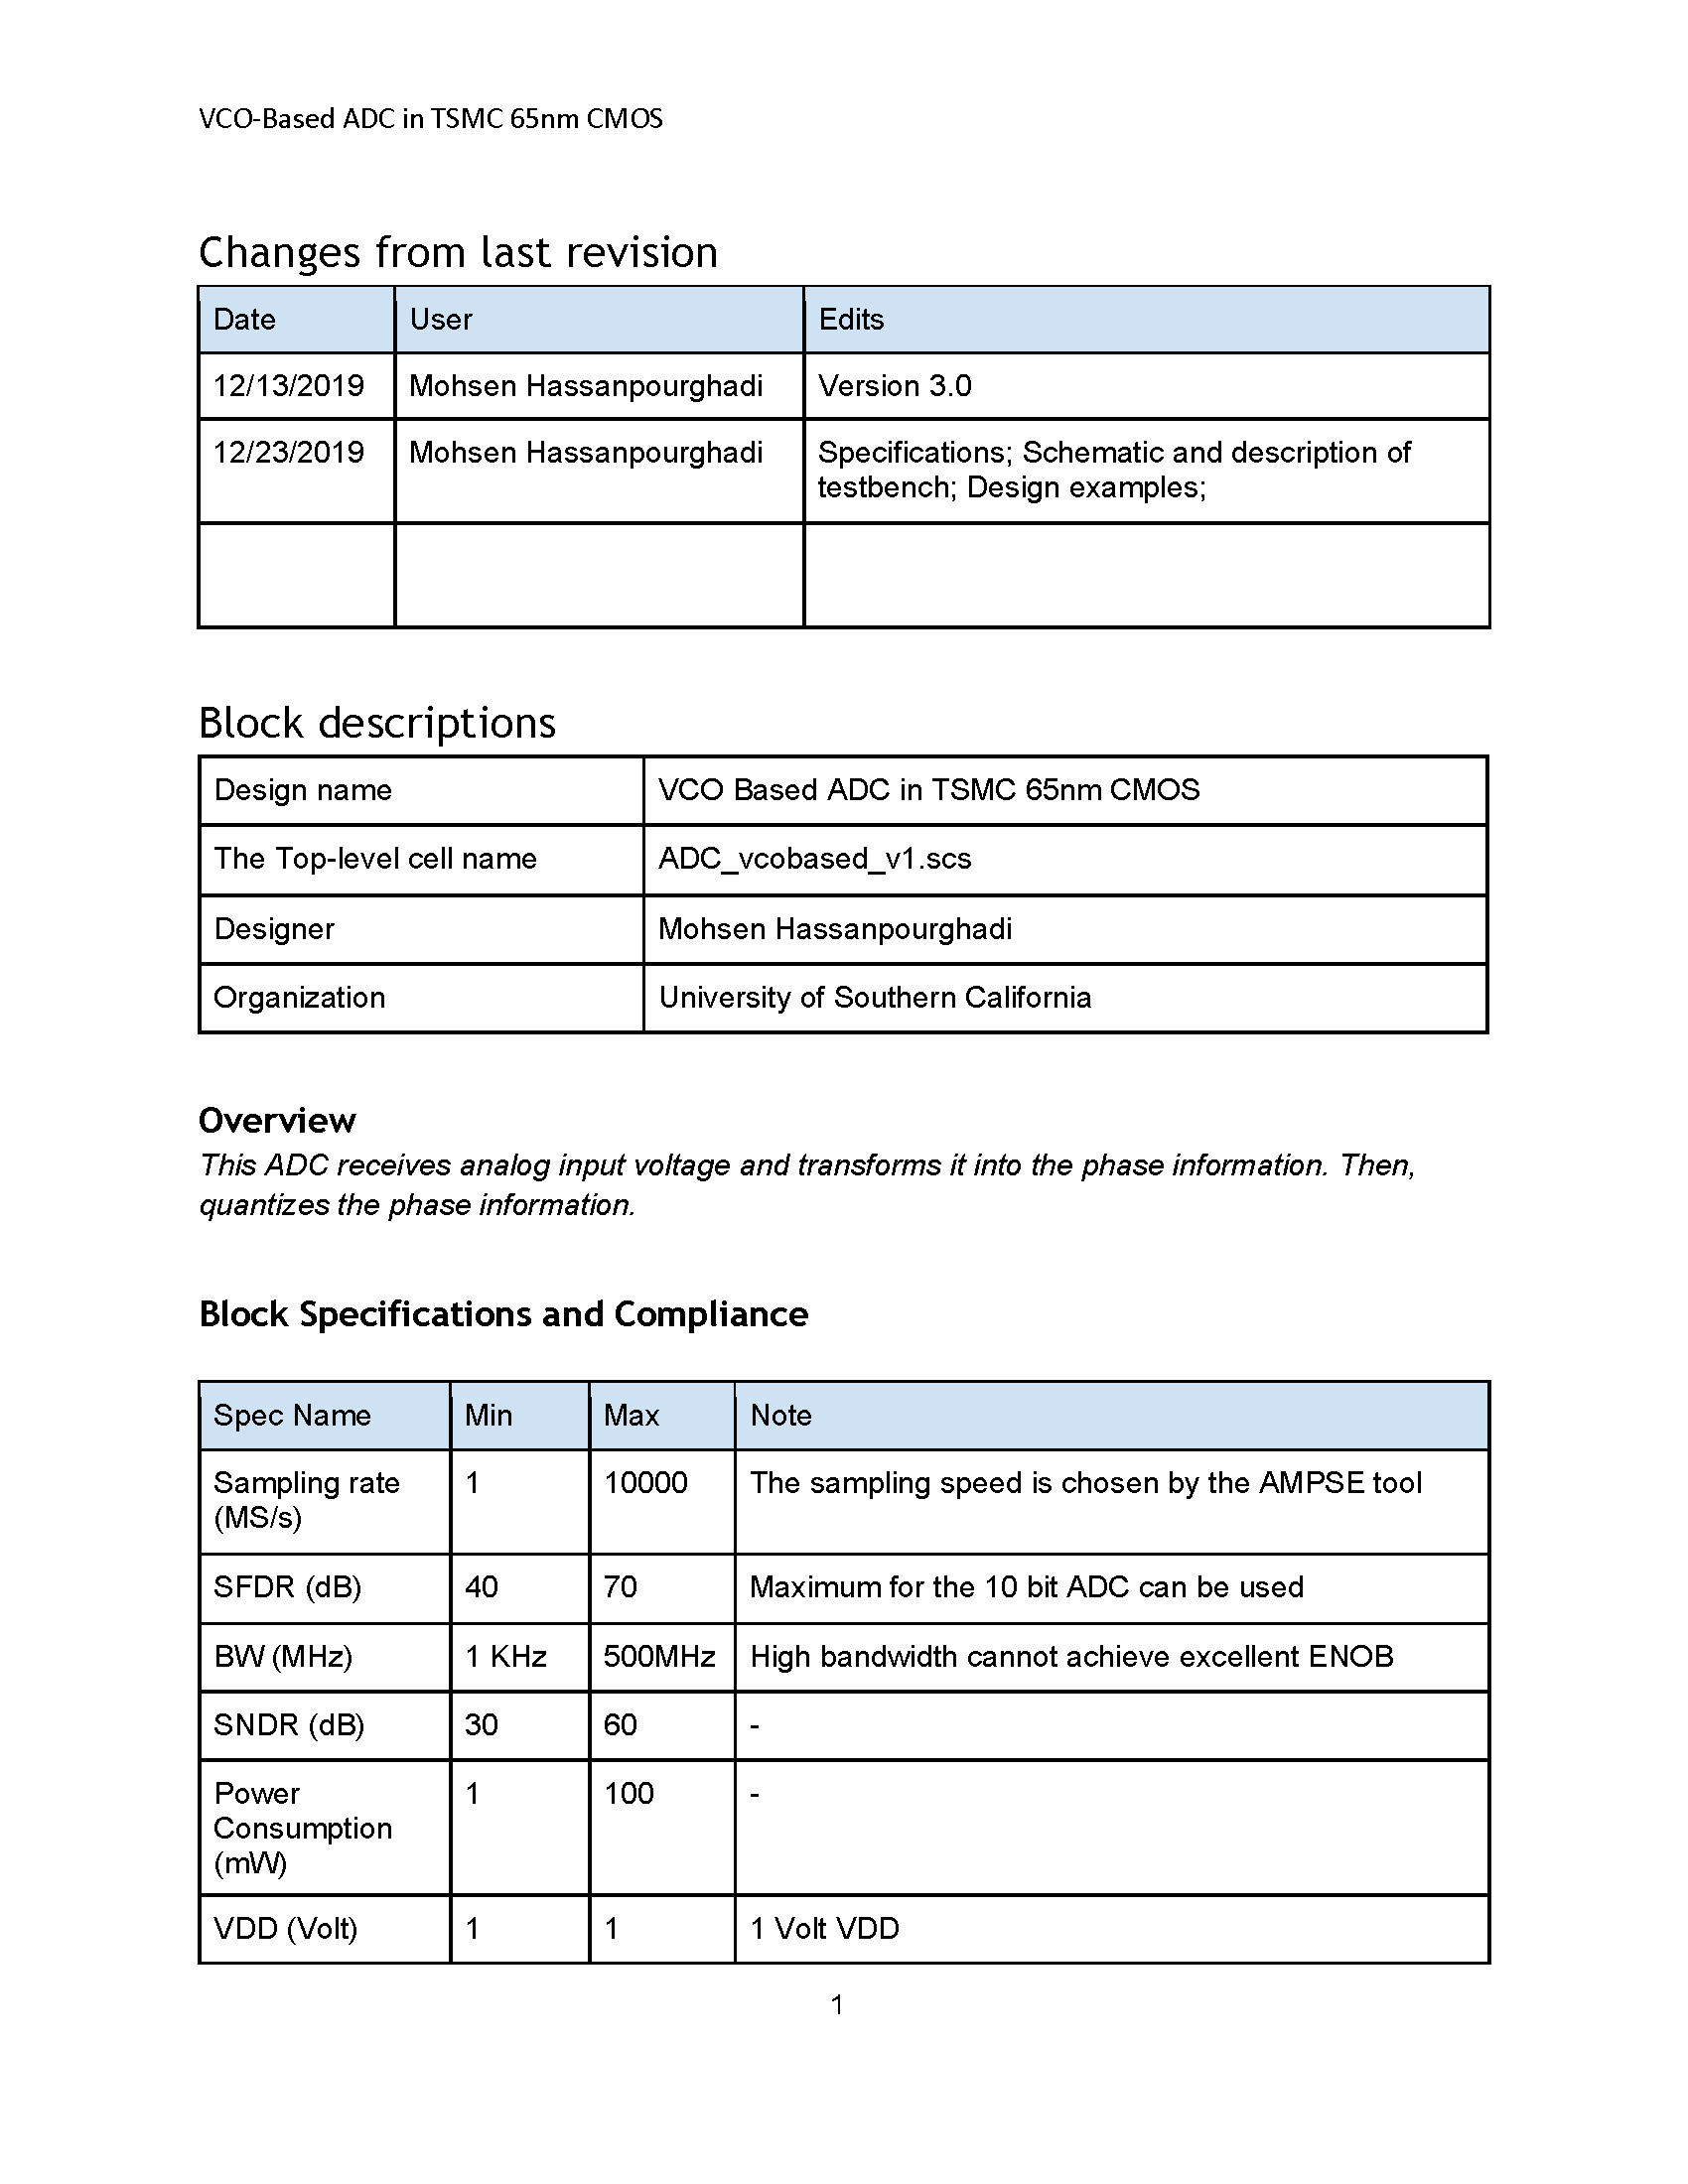 VCO-Based ADC in TSMC 65nm CMOS
Changes from last revision
Date User Edits
12/13/2019 Mohsen Hassanpourghadi Version 3.0
12/23/2019 Mohsen Hassanpourghadi Specifications; Schematic and description of
testbench; Design examples;
Block descriptions
Design name VCO Based ADC in TSMC 65nm CMOS
The Top-level cell name ADC_vcobased_v1.scs
Designer Mohsen Hassanpourghadi
Organization University of Southern California
Overview
This ADC receives analog input voltage and transforms it into the phase information. Then,
quantizes the phase information.
Block Specifications and Compliance
Spec Name Min Max Note
Sampling rate 1 10000 The sampling speed is chosen by the AMPSE tool
(MS/s)
SFDR (dB) 40 70 Maximum for the 10 bit ADC can be used
BW (MHz) 1 KHz 500MHz High bandwidth cannot achieve excellent ENOB
SNDR (dB) 30 60 -
Power 1 100 -
Consumption
(mW)
VDD (Volt) 1 1 1 Volt VDD
1